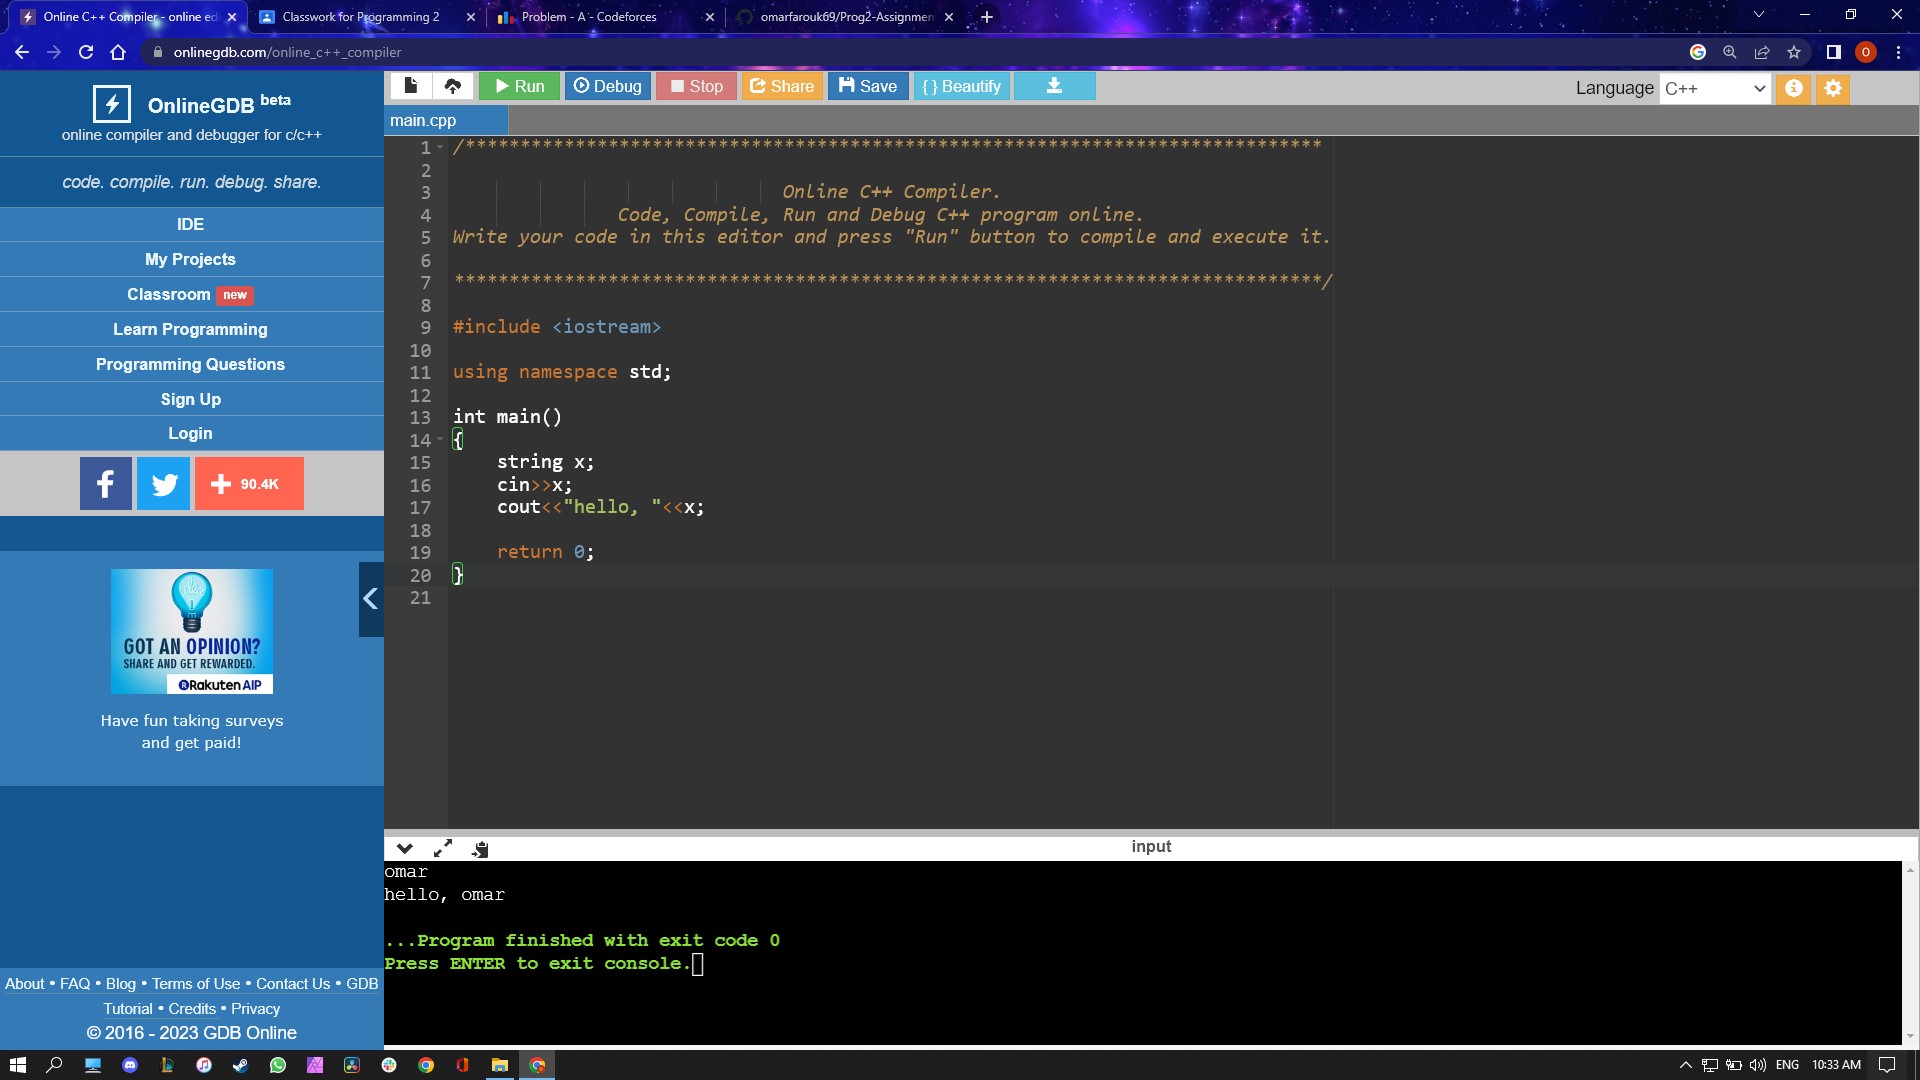 Online C++ Compiler - online ed
Classwork for Programming 2
Problem - A - Codeforces
omarfarouk69/Prog2-Assignmen
onlinegdb.com/online_c++_compiler
O
OnlineGDB beta
online compiler and debugger for c/c++
code. compile. run. debug. share.
IDE
My Projects
Classroom new
Learn Programming
Programming Questions
Sign Up
Login
90.4K
idea
GOT AN OPINION?
SHARE AND GET REWARDED.
Rakuten AIP
Have fun taking surveys
and get paid!
About • FAQ • Blog • Terms of Use • Contact Us • GDB
Tutorial • Credits • Privacy
© 2016 - 2023 GDB Online
Run Debug Stop Share Save { } Beautify
Language C++
main.cpp
1 /******************************************************************************
2
3 Online C++ Compiler.
4 Code, Compile, Run and Debug C++ program online.
5 Write your code in this editor and press "Run" button to compile and execute it.
6
7 *******************************************************************************/
8
9 #include <iostream>
10
11 using namespace std;
12
13 int main()
14 {
15 string x;
16 cin>>x;
17 cout<<"hello, "<<x;
18
19 return 0;
20 }
21
input
omar
hello, omar
...Program finished with exit code 0
Press ENTER to exit console.
ENG
10:33 AM